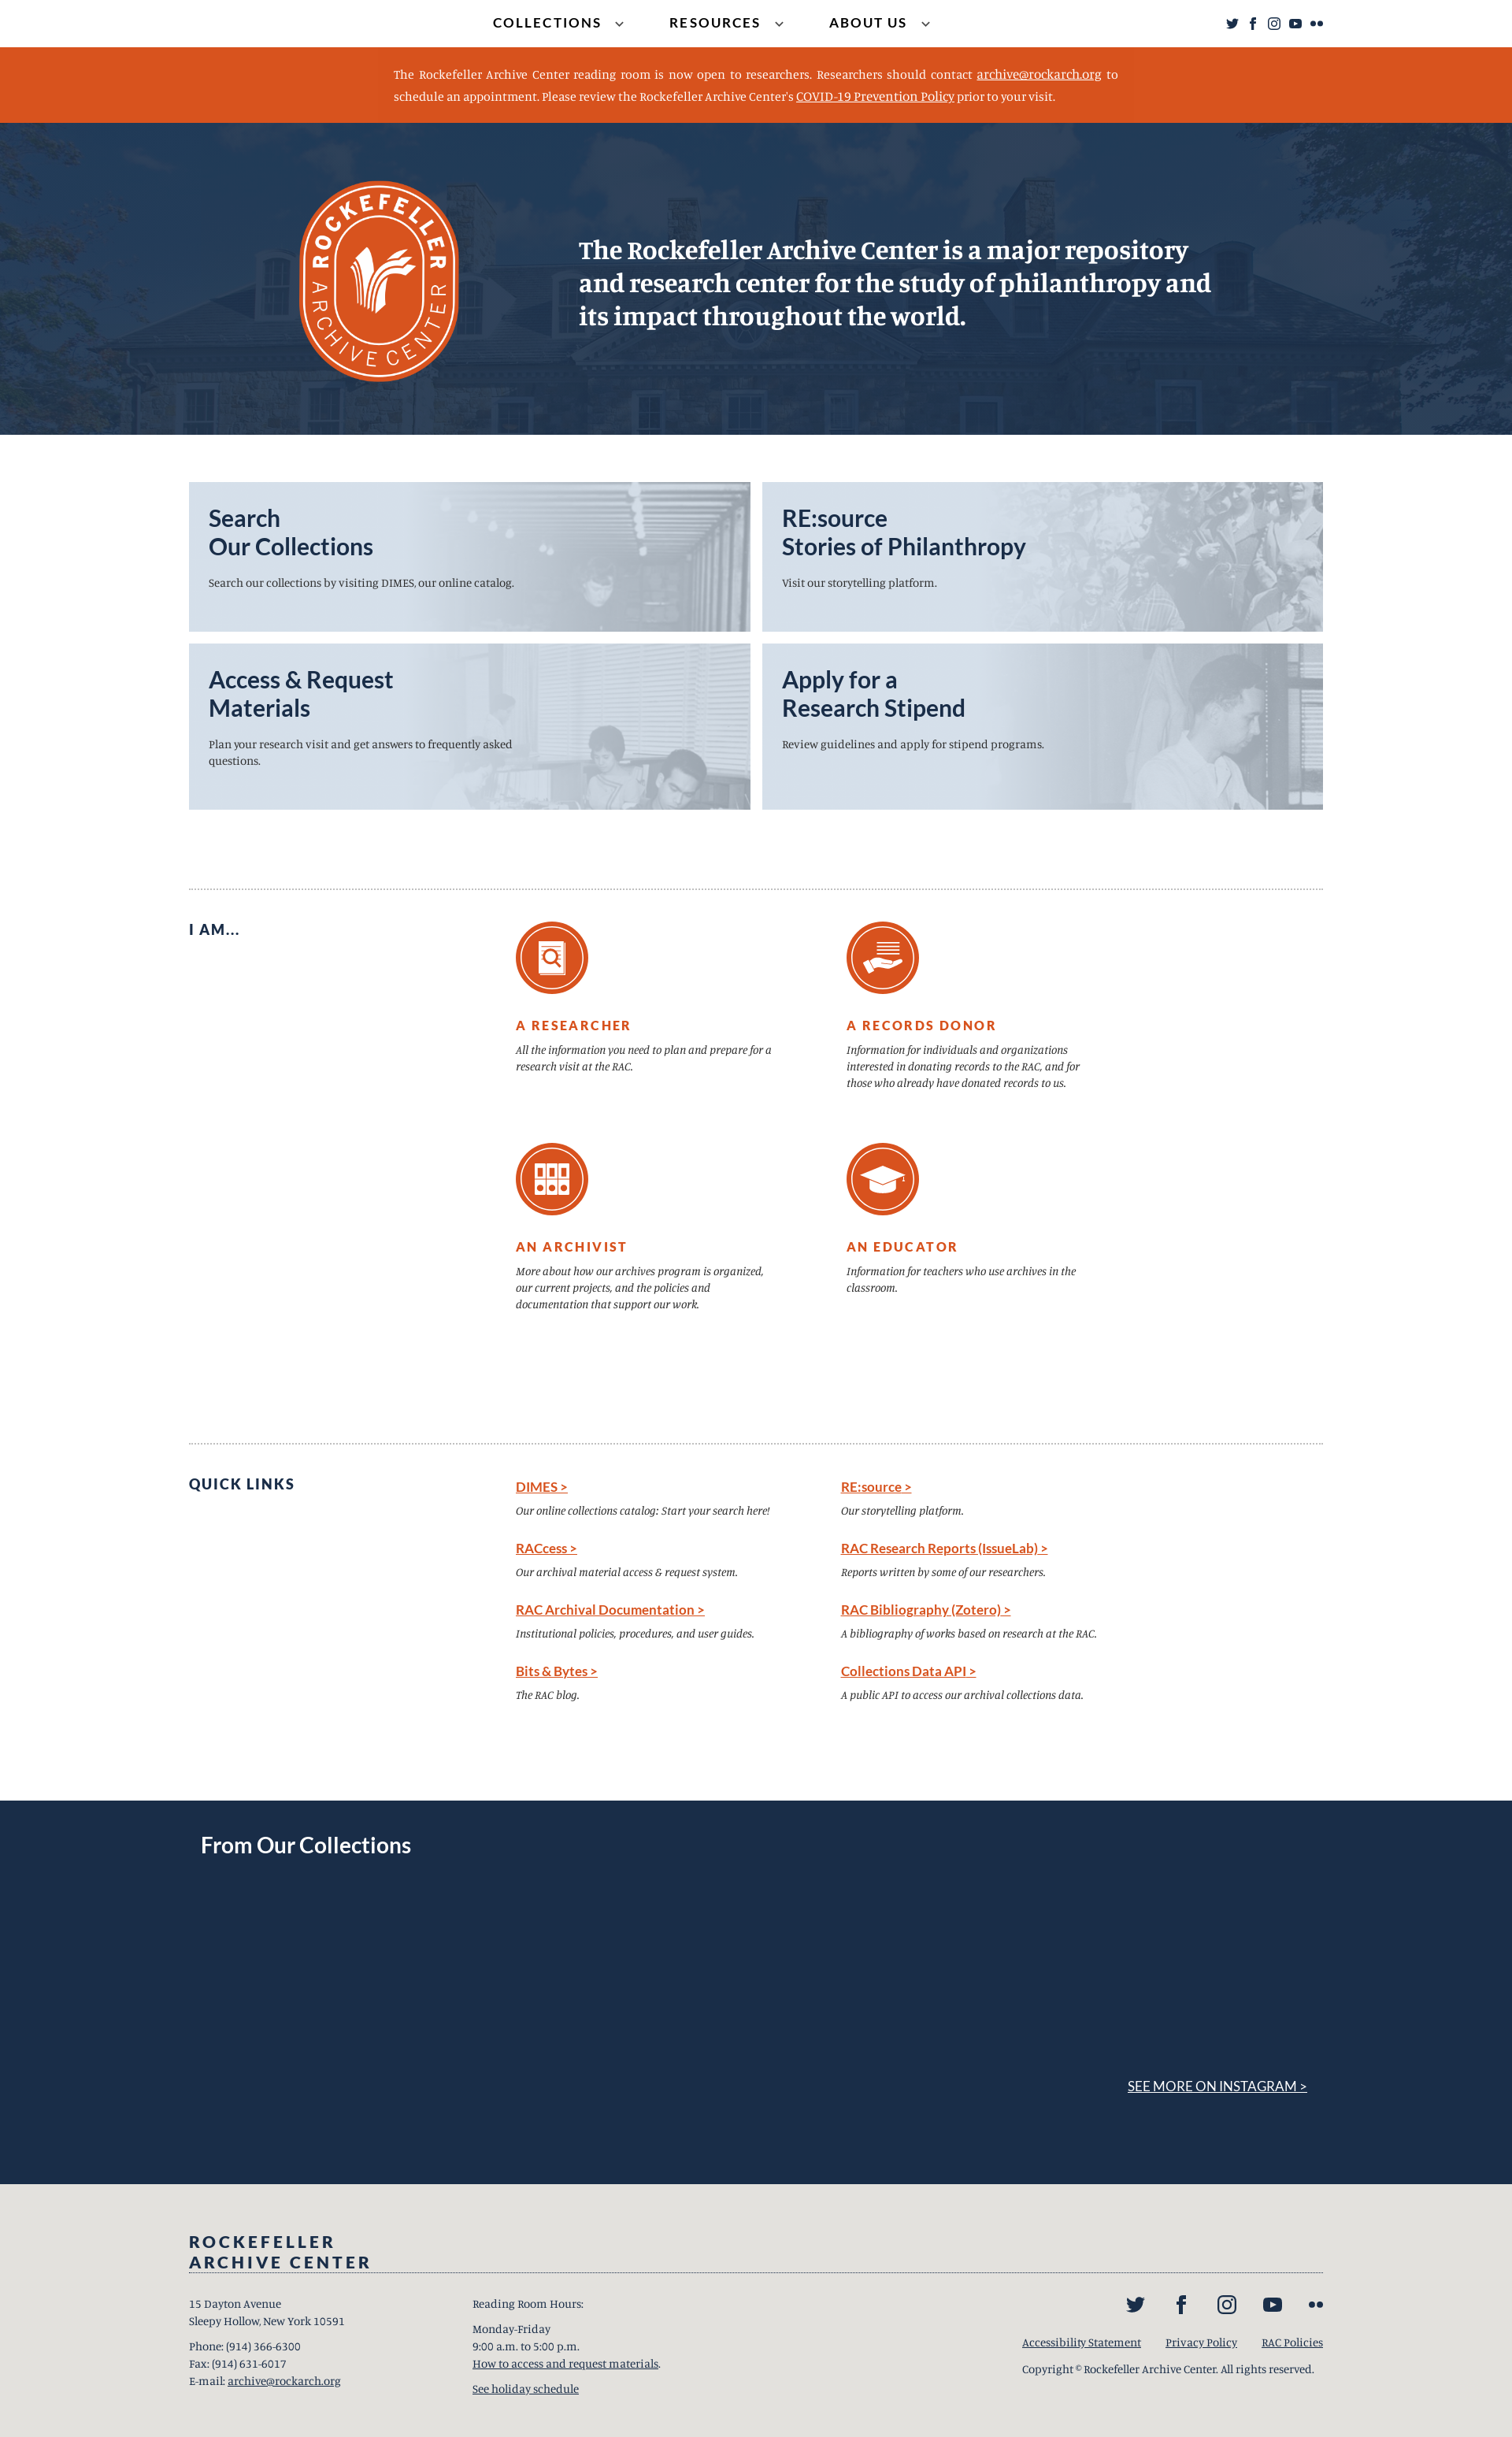 COLLECTIONS RESOURCES ABOUT US
The Rockefeller Archive Center reading room is now open to researchers. Researchers should contact archive@rockarch.org to
schedule an appointment. Please review the Rockefeller Archive Center's COVID-19 Prevention Policy prior to your visit.
ROCKEFELLER
ARCHIVE CENTER
The Rockefeller Archive Center is a major repository
and research center for the study of philanthropy and
its impact throughout the world.
Search
Our Collections
Search our collections by visiting DIMES, our online catalog.
RE:source
Stories of Philanthropy
Visit our storytelling platform.
Access & Request
Materials
Plan your research visit and get answers to frequently asked
questions.
Apply for a
Research Stipend
Review guidelines and apply for stipend programs.
I AM...
A RESEARCHER
All the information you need to plan and prepare for a
research visit at the RAC.
A RECORDS DONOR
Information for individuals and organizations
interested in donating records to the RAC, and for
those who already have donated records to us.
AN ARCHIVIST
More about how our archives program is organized,
our current projects, and the policies and
documentation that support our work.
AN EDUCATOR
Information for teachers who use archives in the
classroom.
QUICK LINKS
DIMES >
Our online collections catalog: Start your search here!
RACcess >
Our archival material access & request system.
RAC Archival Documentation >
Institutional policies, procedures, and user guides.
Bits & Bytes >
The RAC blog.
RE:source >
Our storytelling platform.
RAC Research Reports (IssueLab) >
Reports written by some of our researchers.
RAC Bibliography (Zotero) >
A bibliography of works based on research at the RAC.
Collections Data API >
A public API to access our archival collections data.
From Our Collections
SEE MORE ON INSTAGRAM >
ROCKEFELLER
ARCHIVE CENTER
15 Dayton Avenue
Sleepy Hollow, New York 10591
Phone: (914) 366-6300
Fax: (914) 631-6017
E-mail: archive@rockarch.org
Reading Room Hours:
Monday-Friday
9:00 a.m. to 5:00 p.m.
How to access and request materials.
See holiday schedule
Accessibility Statement Privacy Policy RAC Policies
Copyright © Rockefeller Archive Center. All rights reserved.